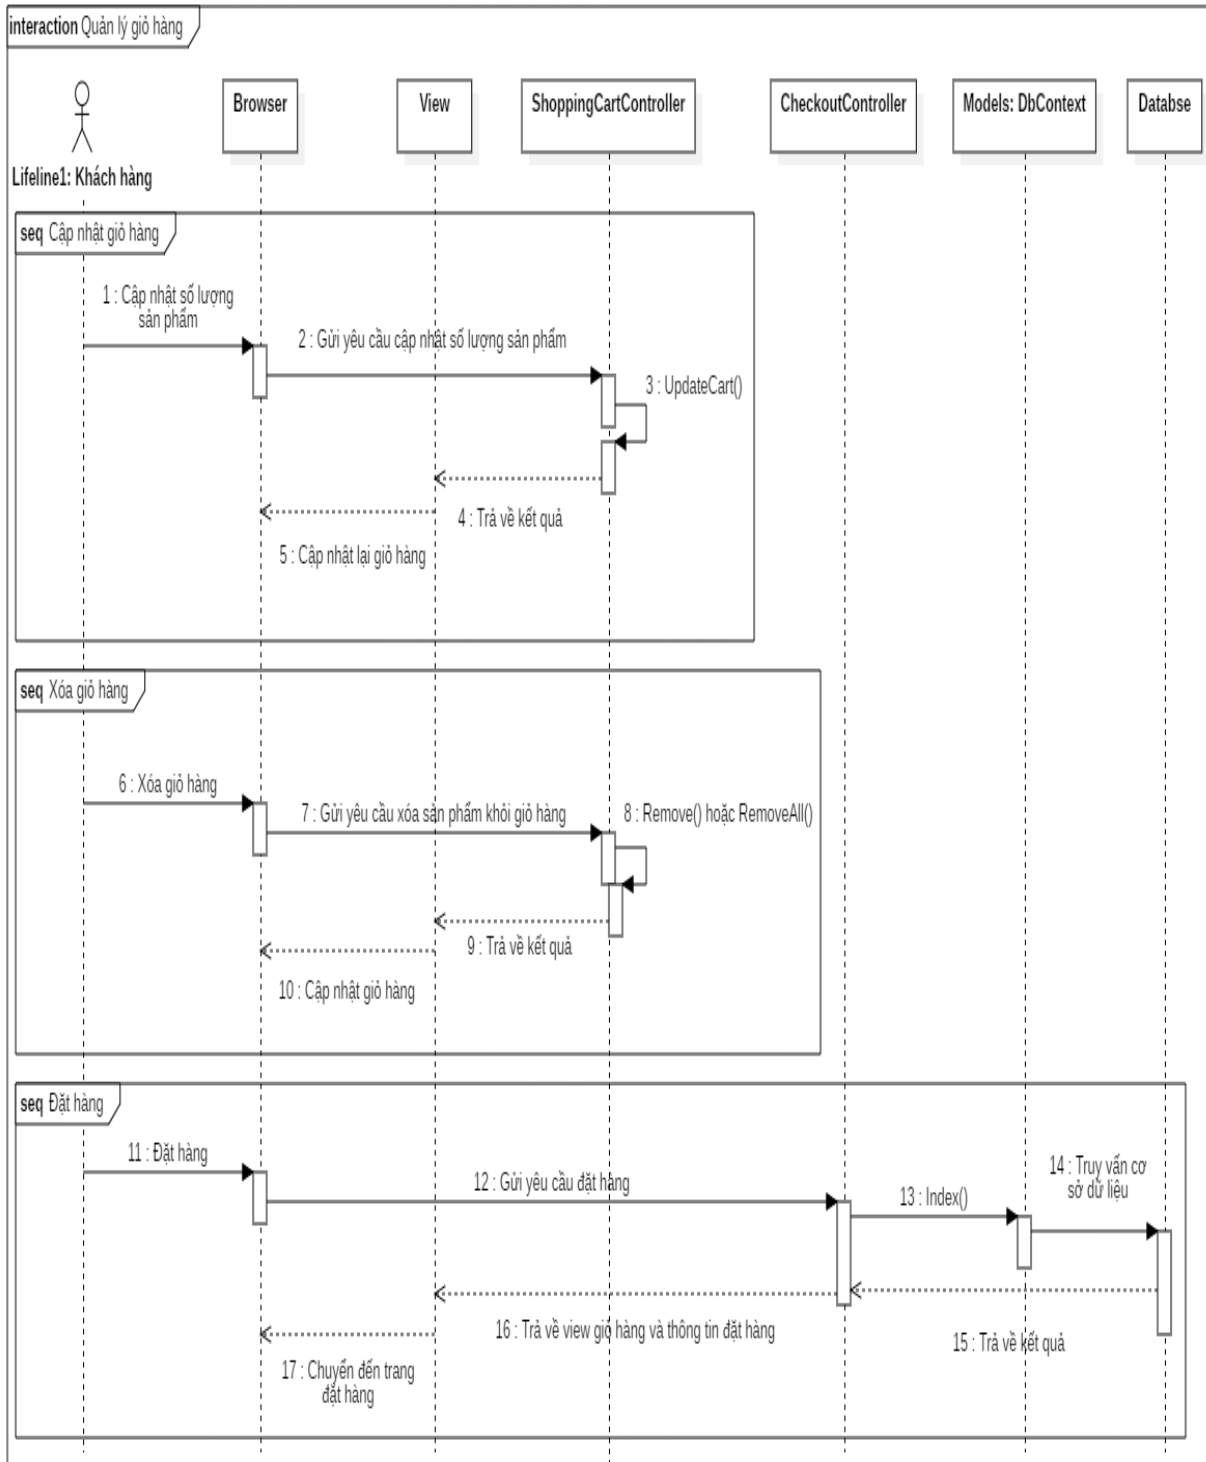 interaction Quản lý giỏ hàng
Browser
View
ShoppingCartController
CheckoutController
Models: DbContext
Databse
Lifeline1: Khách hàng
seq Cập nhật giỏ hàng
1 : Cập nhật số lượng
sản phẩm
2 : Gửi yêu cầu cập nhật số lượng sản phẩm
3 : UpdateCart()
4 : Trả về kết quả
5 : Cập nhật lại giỏ hàng
seq Xóa giỏ hàng
6 : Xóa giỏ hàng
7 : Gửi yêu cầu xóa sản phẩm khỏi giỏ hàng
8 : Remove() hoặc RemoveAll()
9 : Trả về kết quả
10 : Cập nhật giỏ hàng
seq Đặt hàng
11 : Đặt hàng
12 : Gửi yêu cầu đặt hàng
13 : Index()
14 : Truy vấn cơ
sở dữ liệu
15 : Trả về kết quả
16 : Trả về view giỏ hàng và thông tin đặt hàng
17 : Chuyển đến trang
đặt hàng